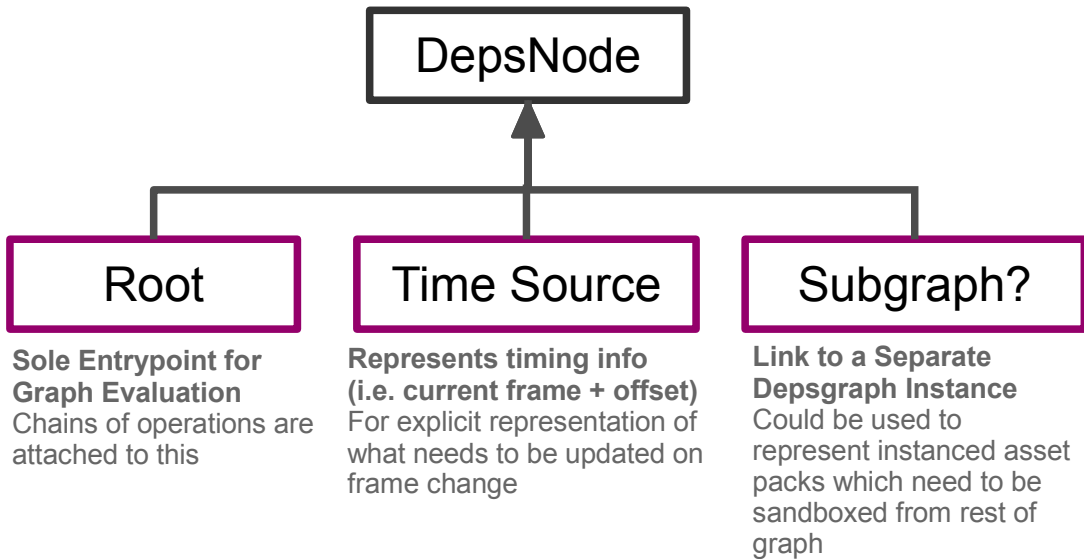 DepsNode
Root
Time Source
Subgraph?
Sole Entrypoint for
Graph Evaluation
Chains of operations are
attached to this
Represents timing info
(i.e. current frame + offset)
For explicit representation of
what needs to be updated on
frame change
Link to a Separate
Depsgraph Instance
Could be used to
represent instanced asset
packs which need to be
sandboxed from rest of
graph